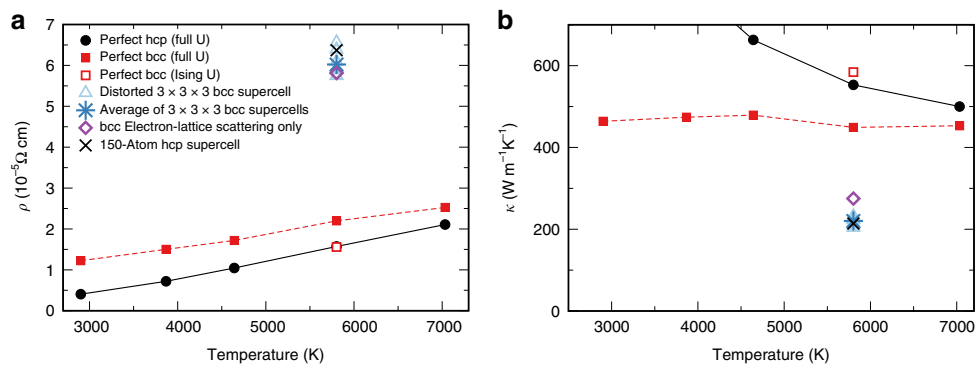 a
7
6
5
4
3
2
1
0
ρ (10⁻⁵Ω cm)
Perfect hcp (full U)
Perfect bcc (full U)
Perfect bcc (Ising U)
Distorted 3 × 3 × 3 bcc supercell
Average of 3 × 3 × 3 bcc supercells
bcc Electron-lattice scattering only
150-Atom hcp supercell
3000 4000 5000 6000 7000
Temperature (K)
b
600
400
200
0
κ (W m⁻¹K⁻¹)
3000 4000 5000 6000 7000
Temperature (K)